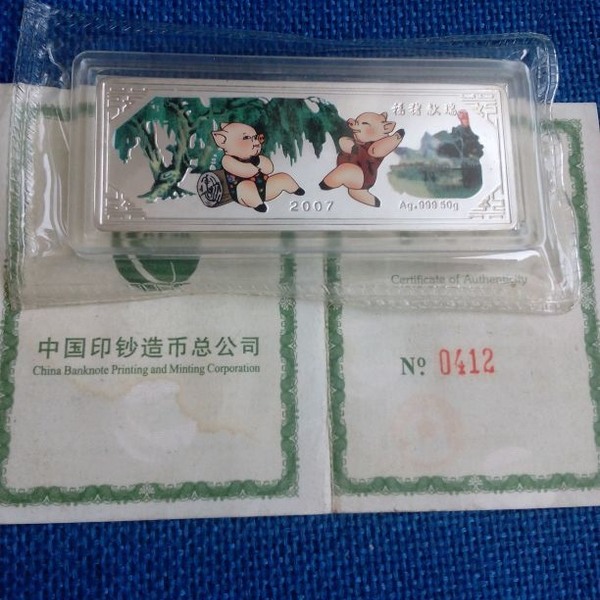 福猪献瑞
2007
Ag.999 50g
Certificate of Authenticity
中国印钞造币总公司
China Banknote Printing and Minting Corporation
No. 0412